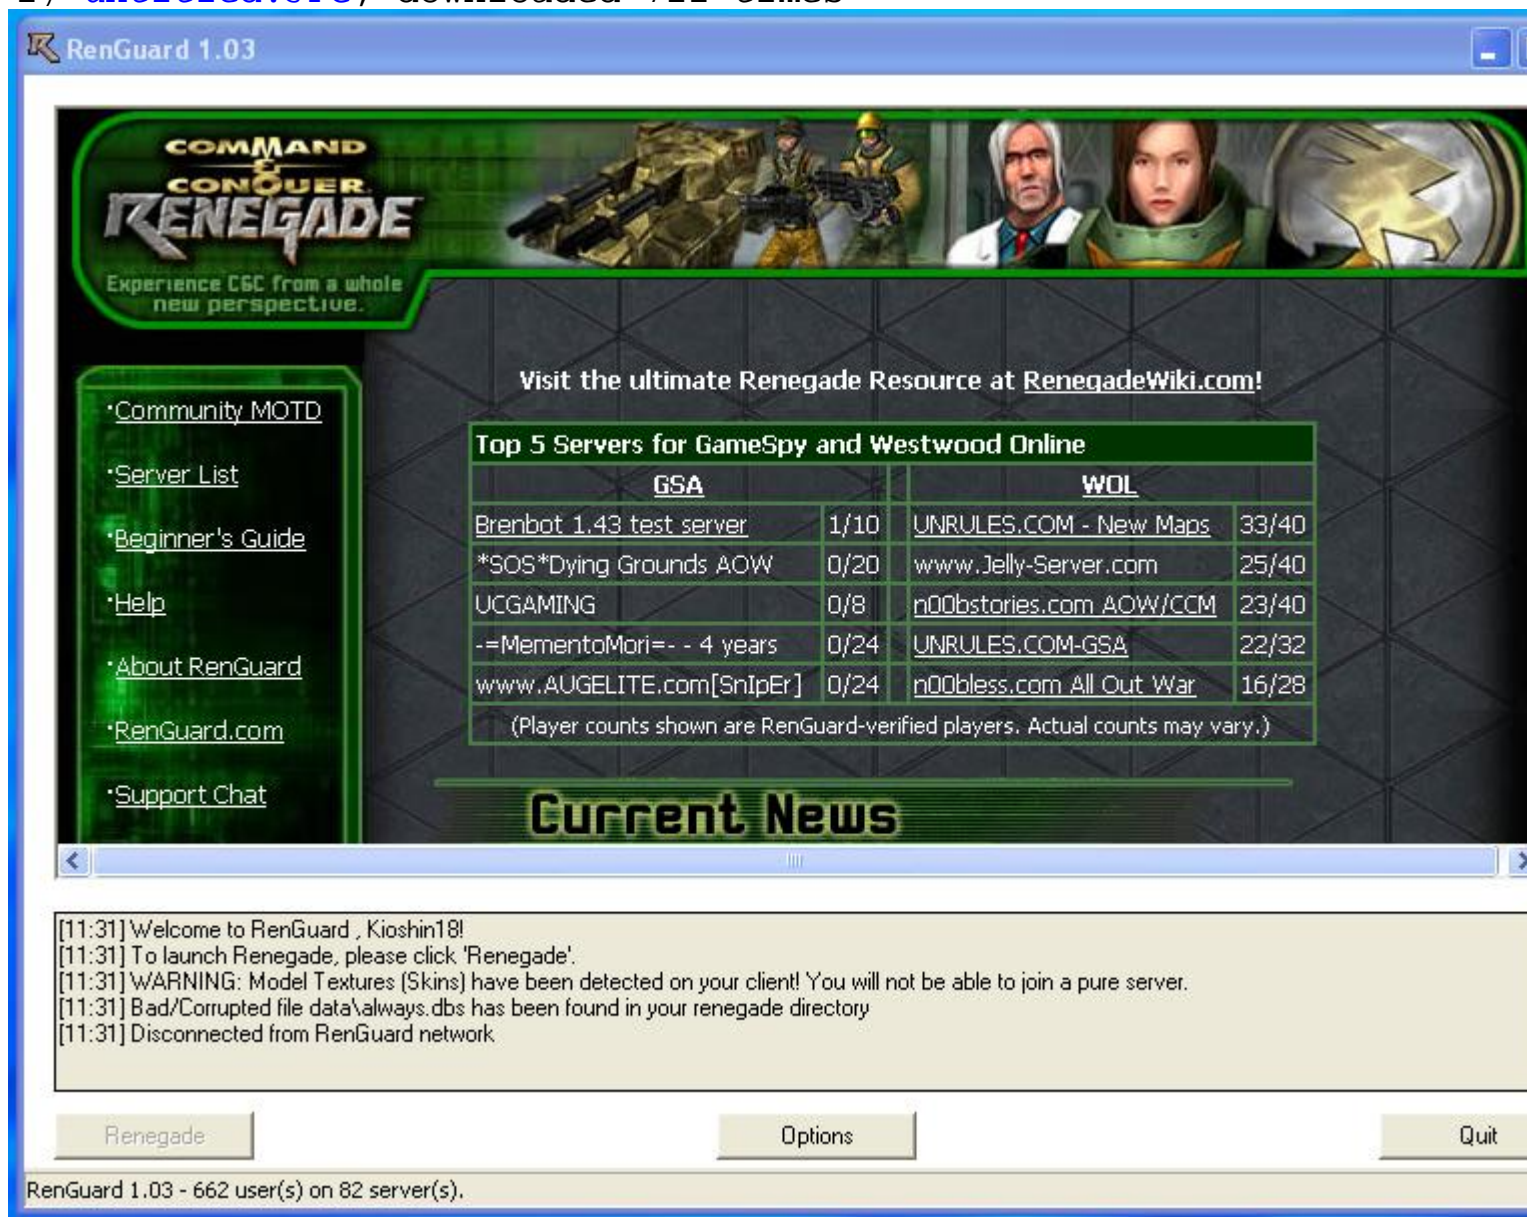 RenGuard 1.03
COMMAND
&
CONQUER
RENEGADE
Experience C&C from a whole
new perspective.
Visit the ultimate Renegade Resource at RenegadeWiki.com!
·Community MOTD
·Server List
·Beginner's Guide
·Help
·About RenGuard
·RenGuard.com
·Support Chat
Top 5 Servers for GameSpy and Westwood Online
GSA WOL
Brenbot 1.43 test server 1/10 UNRULES.COM - New Maps 33/40
*SOS*Dying Grounds AOW 0/20 www.Jelly-Server.com 25/40
UCGAMING 0/8 n00bstories.com AOW/CCM 23/40
-=MementoMori=- - 4 years 0/24 UNRULES.COM-GSA 22/32
www.AUGELITE.com[SnIpEr] 0/24 n00bless.com All Out War 16/28
(Player counts shown are RenGuard-verified players. Actual counts may vary.)
Current News
[11:31] Welcome to RenGuard , Kioshin18!
[11:31] To launch Renegade, please click 'Renegade'.
[11:31] WARNING: Model Textures (Skins) have been detected on your client! You will not be able to join a pure server.
[11:31] Bad/Corrupted file data\always.dbs has been found in your renegade directory
[11:31] Disconnected from RenGuard network
Renegade Options Quit
RenGuard 1.03 - 662 user(s) on 82 server(s).